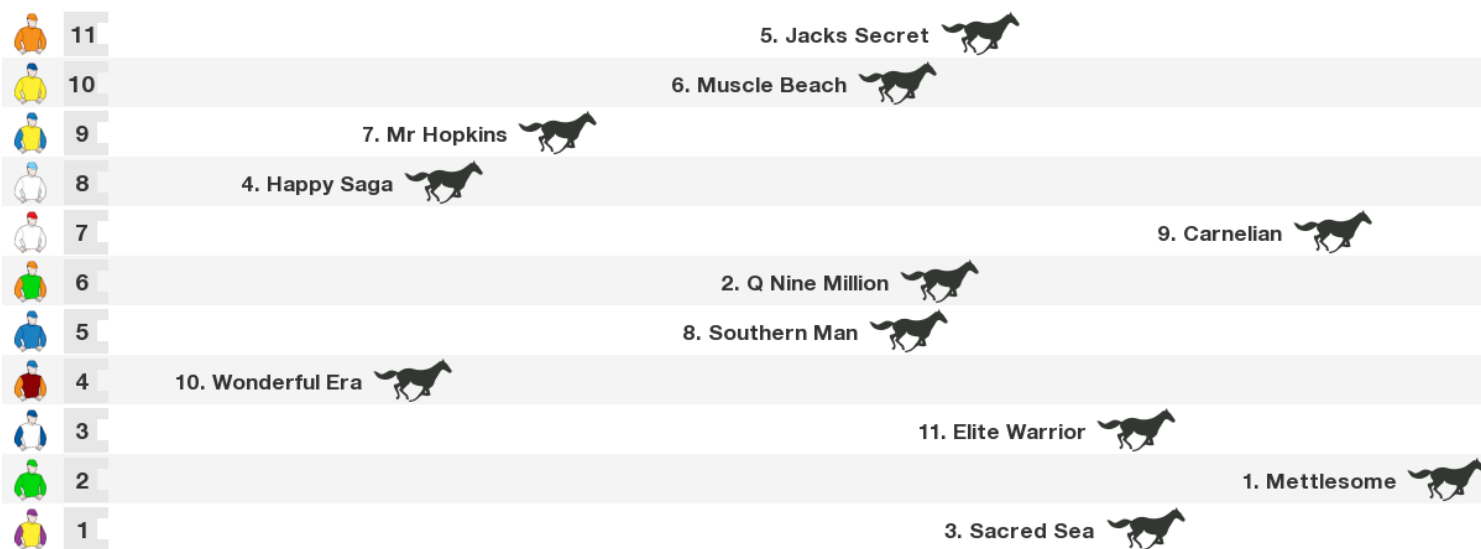 11 5. Jacks Secret
10 6. Muscle Beach
9 7. Mr Hopkins
8 4. Happy Saga
7 9. Carnelian
6 2. Q Nine Million
5 8. Southern Man
4 10. Wonderful Era
3 11. Elite Warrior
2 1. Mettlesome
1 3. Sacred Sea